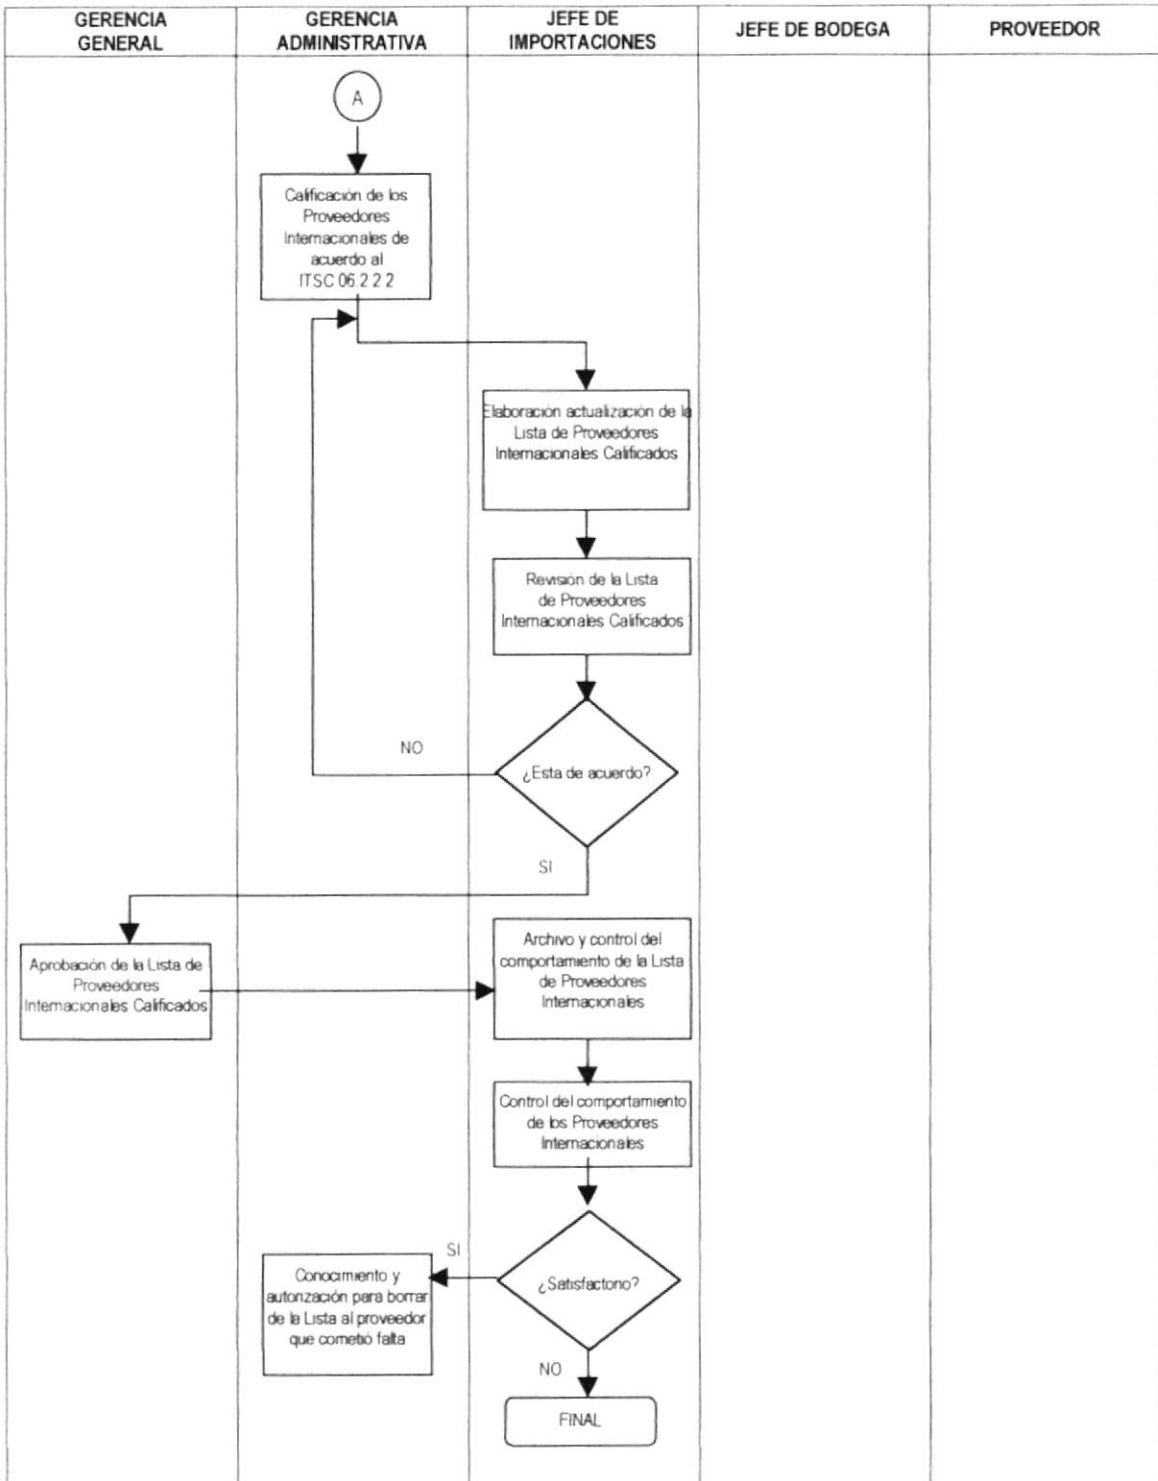 GERENCIA
GENERAL
GERENCIA
ADMINISTRATIVA
JEFE DE
IMPORTACIONES
JEFE DE BODEGA
PROVEEDOR
A
Calificación de los
Proveedores
Internacionales de
acuerdo al
ITSC 06.2 2 2
Elaboración actualización de la
Lista de Proveedores
Internacionales Calificados
Revisión de la Lista
de Proveedores
Internacionales Calificados
NO
¿Esta de acuerdo?
SI
Aprobación de la Lista de
Proveedores
Internacionales Calificados
Archivo y control del
comportamiento de la Lista
de Proveedores
Internacionales
Control del comportamiento
de los Proveedores
Internacionales
SI
¿Satisfactorio?
Conocimiento y
autorización para borrar
de la Lista al proveedor
que cometió falta
NO
FINAL